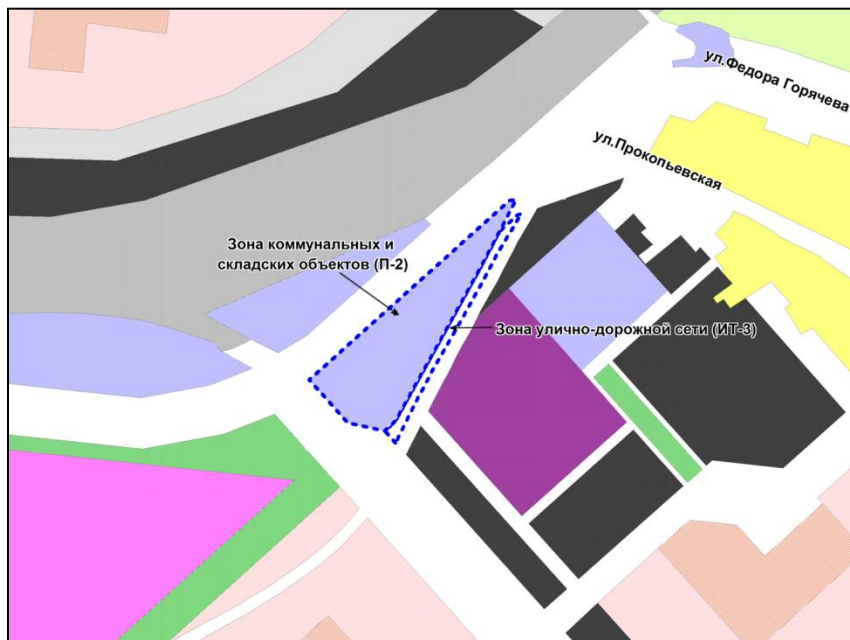 ул.Федора Горячева
ул.Прокопьевская
Зона коммунальных и
складских объектов (П-2)
Зона улично-дорожной сети (ИТ-3)